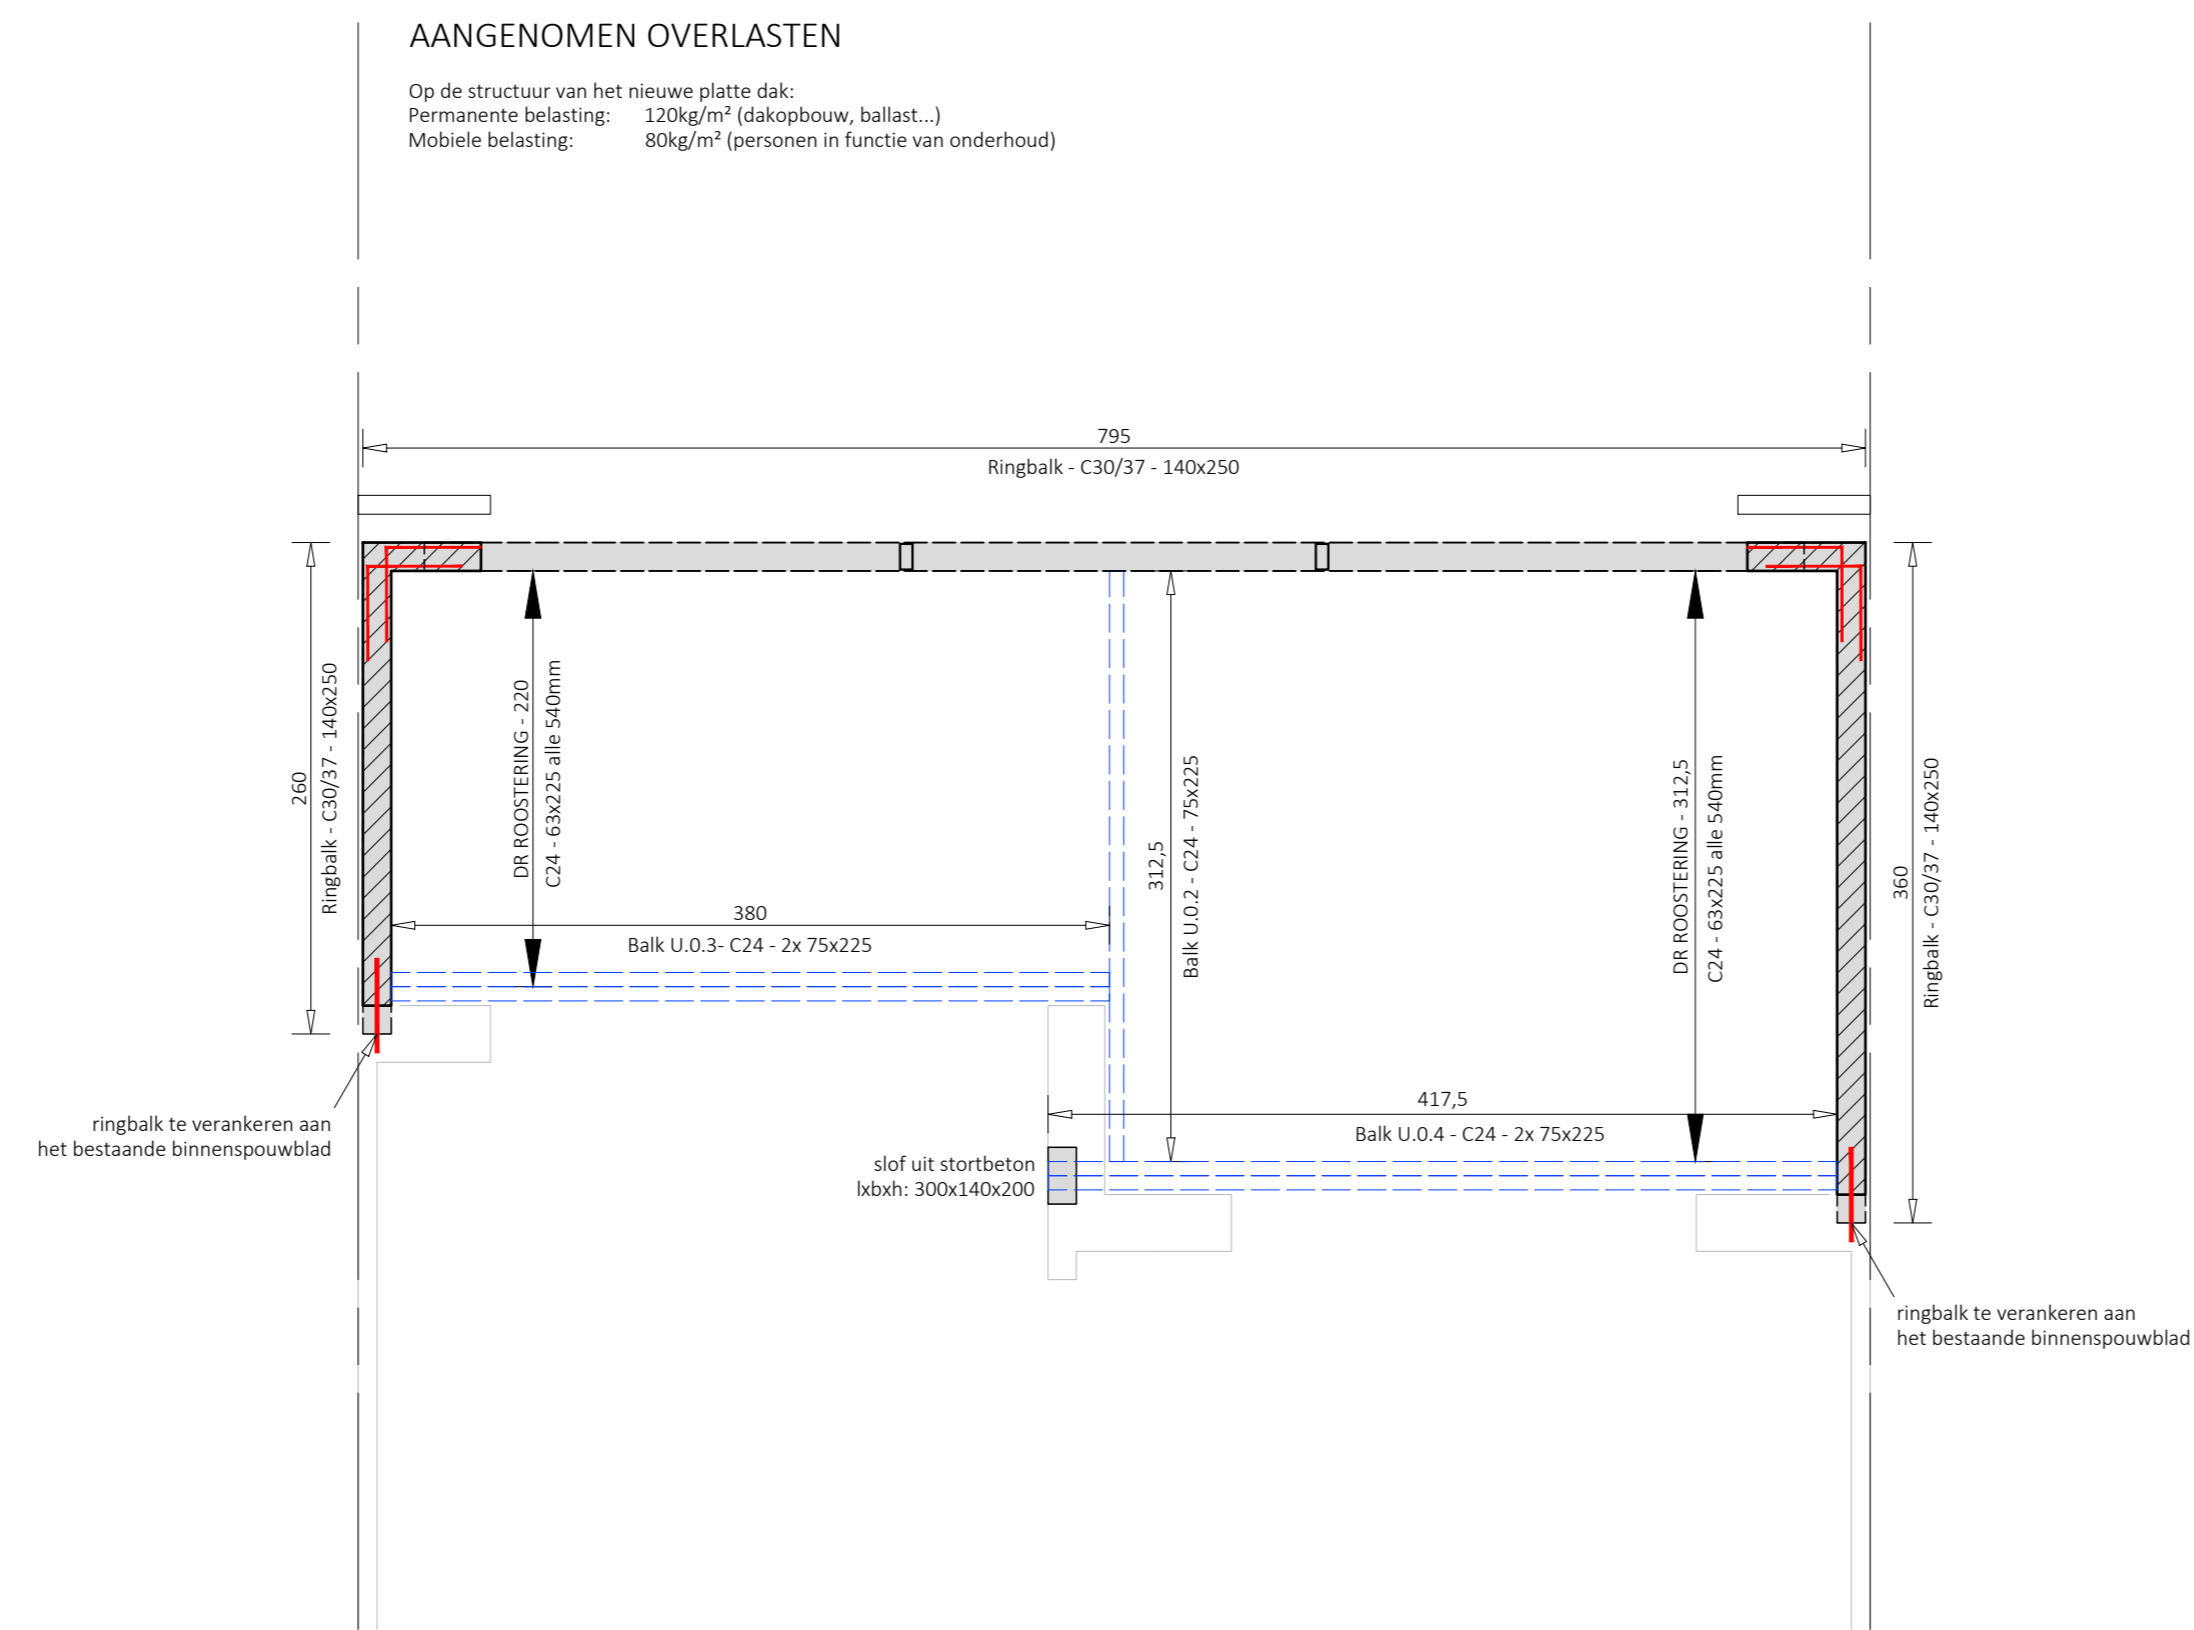 AANGENOMEN OVERLASTEN
Op de structuur van het nieuwe platte dak:
Permanente belasting: 120kg/m² (dakopbouw, ballast...)
Mobiele belasting: 80kg/m² (personen in functie van onderhoud)
795
Ringbalk - C30/37 - 140x250
260
Ringbalk - C30/37 - 140x250
DR ROOSTERING - 220
C24 - 63x225 alle 540mm
380
Balk U.0.3- C24 - 2x 75x225
312,5
Balk U.0.2 - C24 - 75x225
DR ROOSTERING - 312,5
C24 - 63x225 alle 540mm
360
Ringbalk - C30/37 - 140x250
417,5
Balk U.0.4 - C24 - 2x 75x225
ringbalk te verankeren aan
het bestaande binnenspouwblad
slof uit stortbeton
lxbxh: 300x140x200
ringbalk te verankeren aan
het bestaande binnenspouwblad